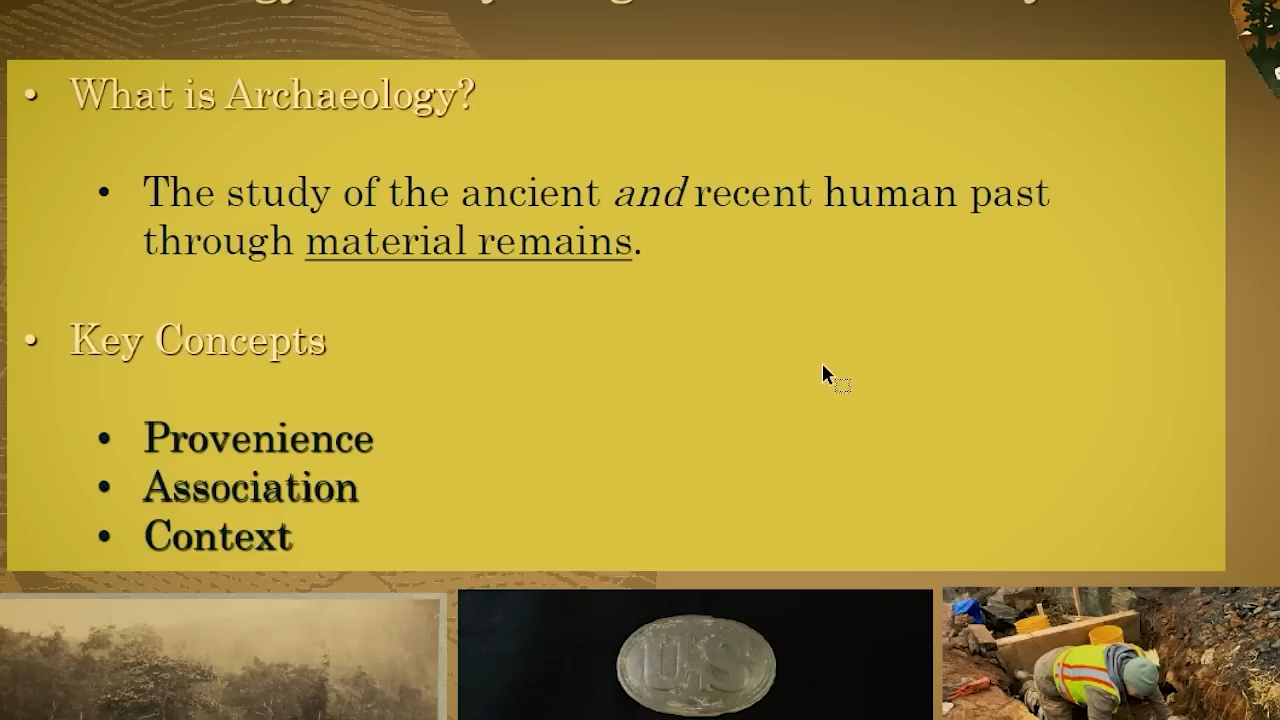 • What is Archaeology?
• The study of the ancient and recent human past
through material remains.
• Key Concepts
• Provenience
• Association
• Context
US